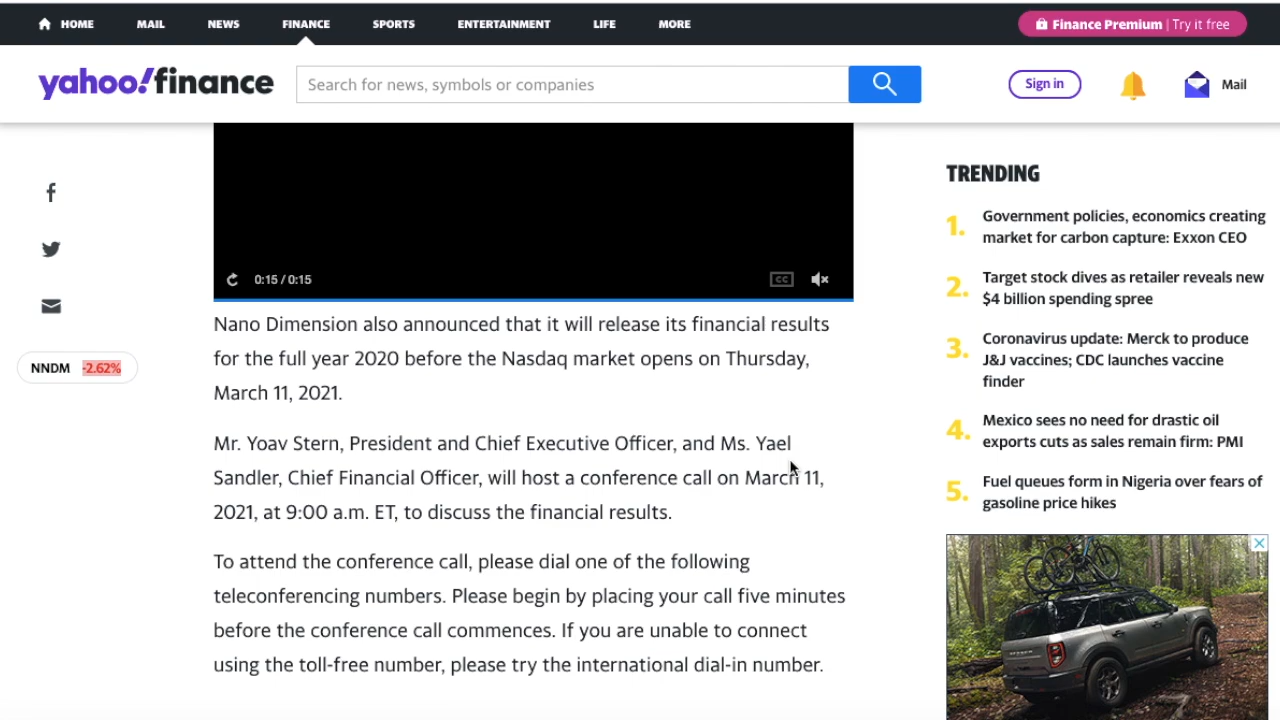 HOME MAIL NEWS FINANCE SPORTS ENTERTAINMENT LIFE MORE Finance Premium | Try it free
yahoo!finance Search for news, symbols or companies Sign in Mail
0:15 / 0:15 CC
NNDM -2.62%
Nano Dimension also announced that it will release its financial results
for the full year 2020 before the Nasdaq market opens on Thursday,
March 11, 2021.
Mr. Yoav Stern, President and Chief Executive Officer, and Ms. Yael
Sandler, Chief Financial Officer, will host a conference call on March 11,
2021, at 9:00 a.m. ET, to discuss the financial results.
To attend the conference call, please dial one of the following
teleconferencing numbers. Please begin by placing your call five minutes
before the conference call commences. If you are unable to connect
using the toll-free number, please try the international dial-in number.
TRENDING
1. Government policies, economics creating
market for carbon capture: Exxon CEO
2. Target stock dives as retailer reveals new
$4 billion spending spree
3. Coronavirus update: Merck to produce
J&J vaccines; CDC launches vaccine
finder
4. Mexico sees no need for drastic oil
exports cuts as sales remain firm: PMI
5. Fuel queues form in Nigeria over fears of
gasoline price hikes